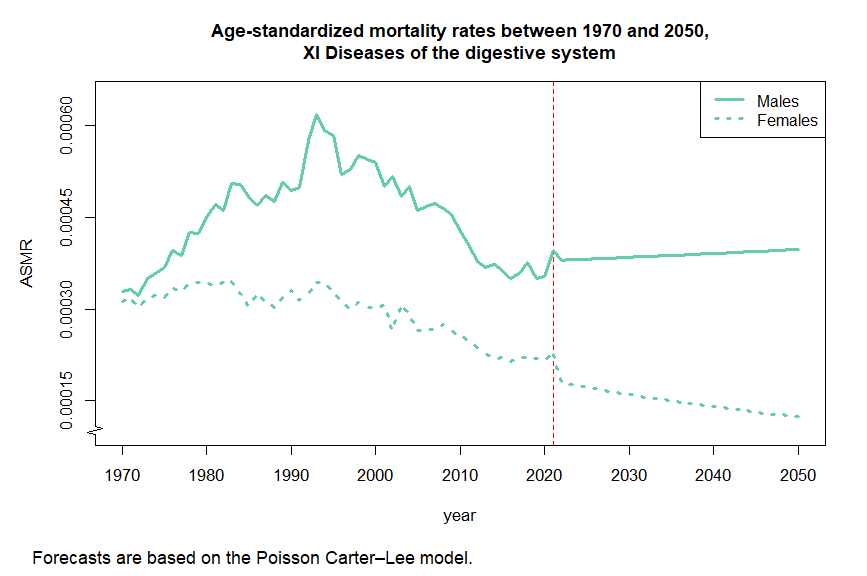 Age-standardized mortality rates between 1970 and 2050,
XI Diseases of the digestive system
Males
Females
0.00060
0.00045
0.00030
0.00015
ASMR
1970 1980 1990 2000 2010 2020 2030 2040 2050
year
Forecasts are based on the Poisson Carter–Lee model.